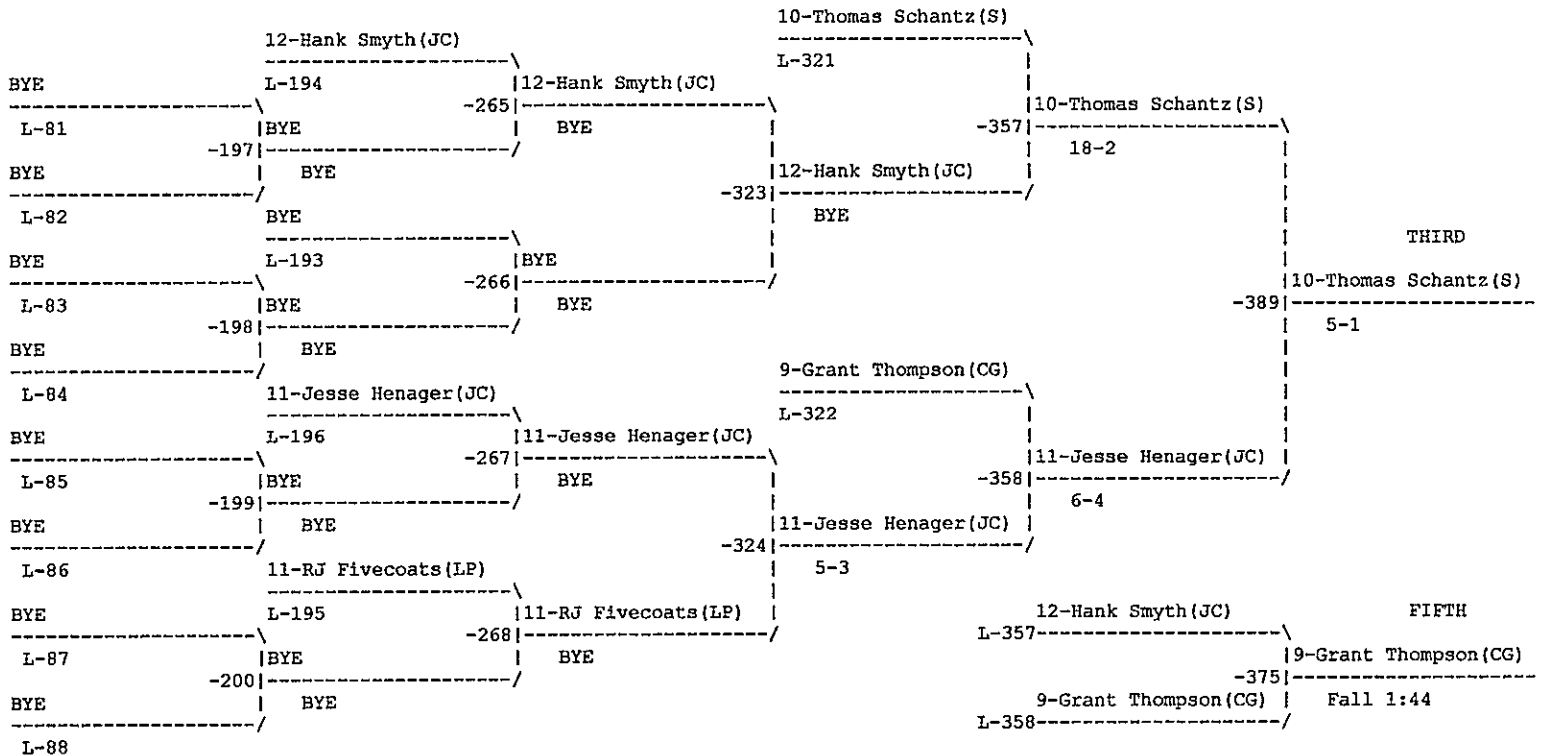 10-Thomas Schantz(S)
12-Hank Smyth(JC)
L-321
BYE
L-194
-265
12-Hank Smyth(JC)
L-81
BYE
BYE
-357
10-Thomas Schantz(S)
-197
18-2
BYE
BYE
-323
12-Hank Smyth(JC)
L-82
BYE
BYE
THIRD
BYE
L-193
-266
BYE
10-Thomas Schantz(S)
L-83
BYE
BYE
-389
-198
5-1
BYE
BYE
9-Grant Thompson(CG)
L-84
11-Jesse Henager(JC)
L-322
BYE
L-196
-267
11-Jesse Henager(JC)
L-85
BYE
BYE
-358
11-Jesse Henager(JC)
-199
6-4
BYE
BYE
-324
11-Jesse Henager(JC)
L-86
11-RJ Fivecoats(LP)
5-3
BYE
L-195
-268
11-RJ Fivecoats(LP)
12-Hank Smyth(JC)
FIFTH
L-87
BYE
BYE
L-357
-375
9-Grant Thompson(CG)
-200
BYE
BYE
9-Grant Thompson(CG)
Fall 1:44
L-358
L-88